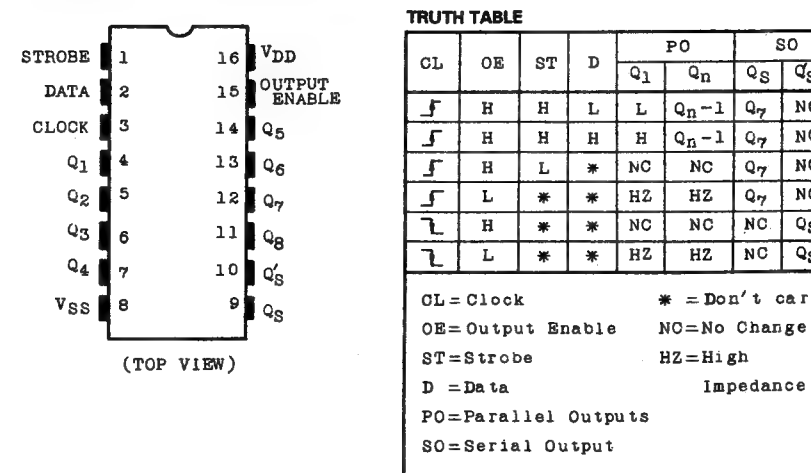 STROBE 1 16 VDD
DATA 2 15 OUTPUT ENABLE
CLOCK 3 14 Q5
Q1 4 13 Q6
Q2 5 12 Q7
Q3 6 11 Q8
Q4 7 10 Q'S
VSS 8 9 QS
(TOP VIEW)
TRUTH TABLE
CL OE ST D PO SO
Q1 Qn QS Q'S
H H L L Qn-1 Q7 NC
H H H H Qn-1 Q7 NC
H L * NC NC Q7 NC
L * * HZ HZ Q7 NC
H * * NC NC NC QS
L * * HZ HZ NC QS
CL=Clock * =Don't car
OE=Output Enable NC=No Change
ST=Strobe HZ=High
D =Data Impedance
PO=Parallel Outputs
SO=Serial Output